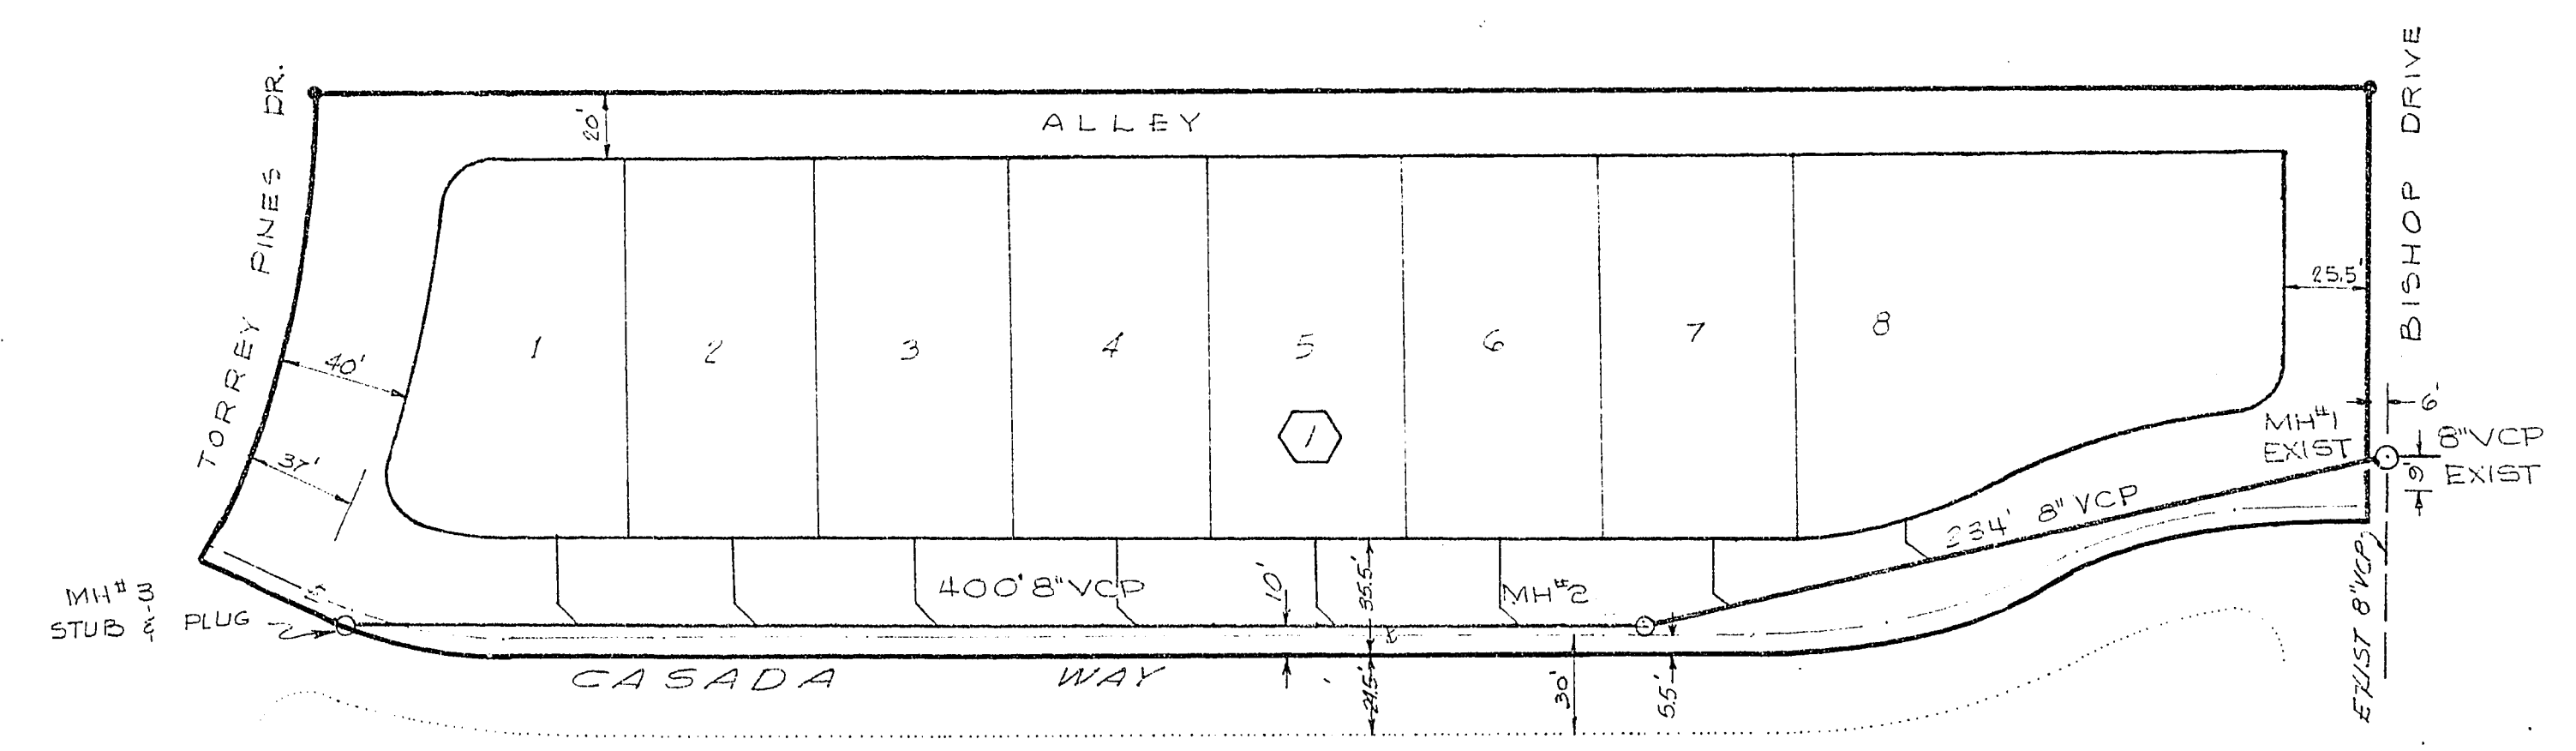 TORREY PINES DR.
20'
ALLEY
BISHOP DRIVE
25.5'
40'
37'
1
2
3
4
5
6
7
8
1
6'
MH#1
EXIST
8" VCP
EXIST
9'
234' 8" VCP
EXIST 8" VCP
MH#3
STUB & PLUG
400' 8" VCP
10'
35.5'
MH#2
CASADA WAY
24.5'
30'
5.5'